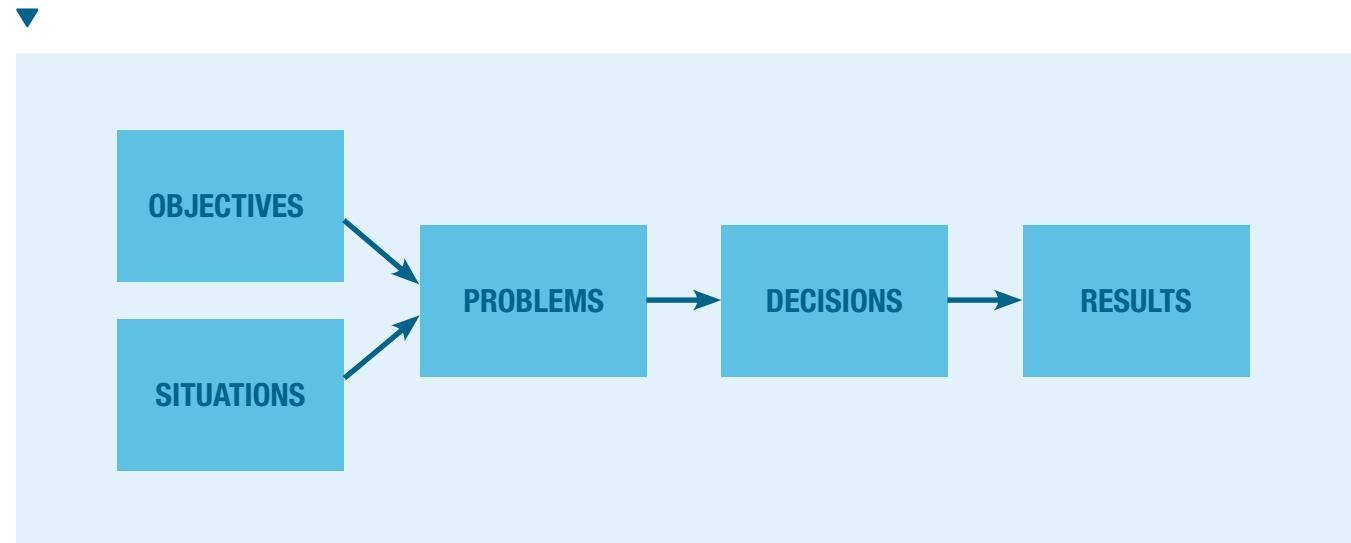 OBJECTIVES
SITUATIONS
PROBLEMS
DECISIONS
RESULTS